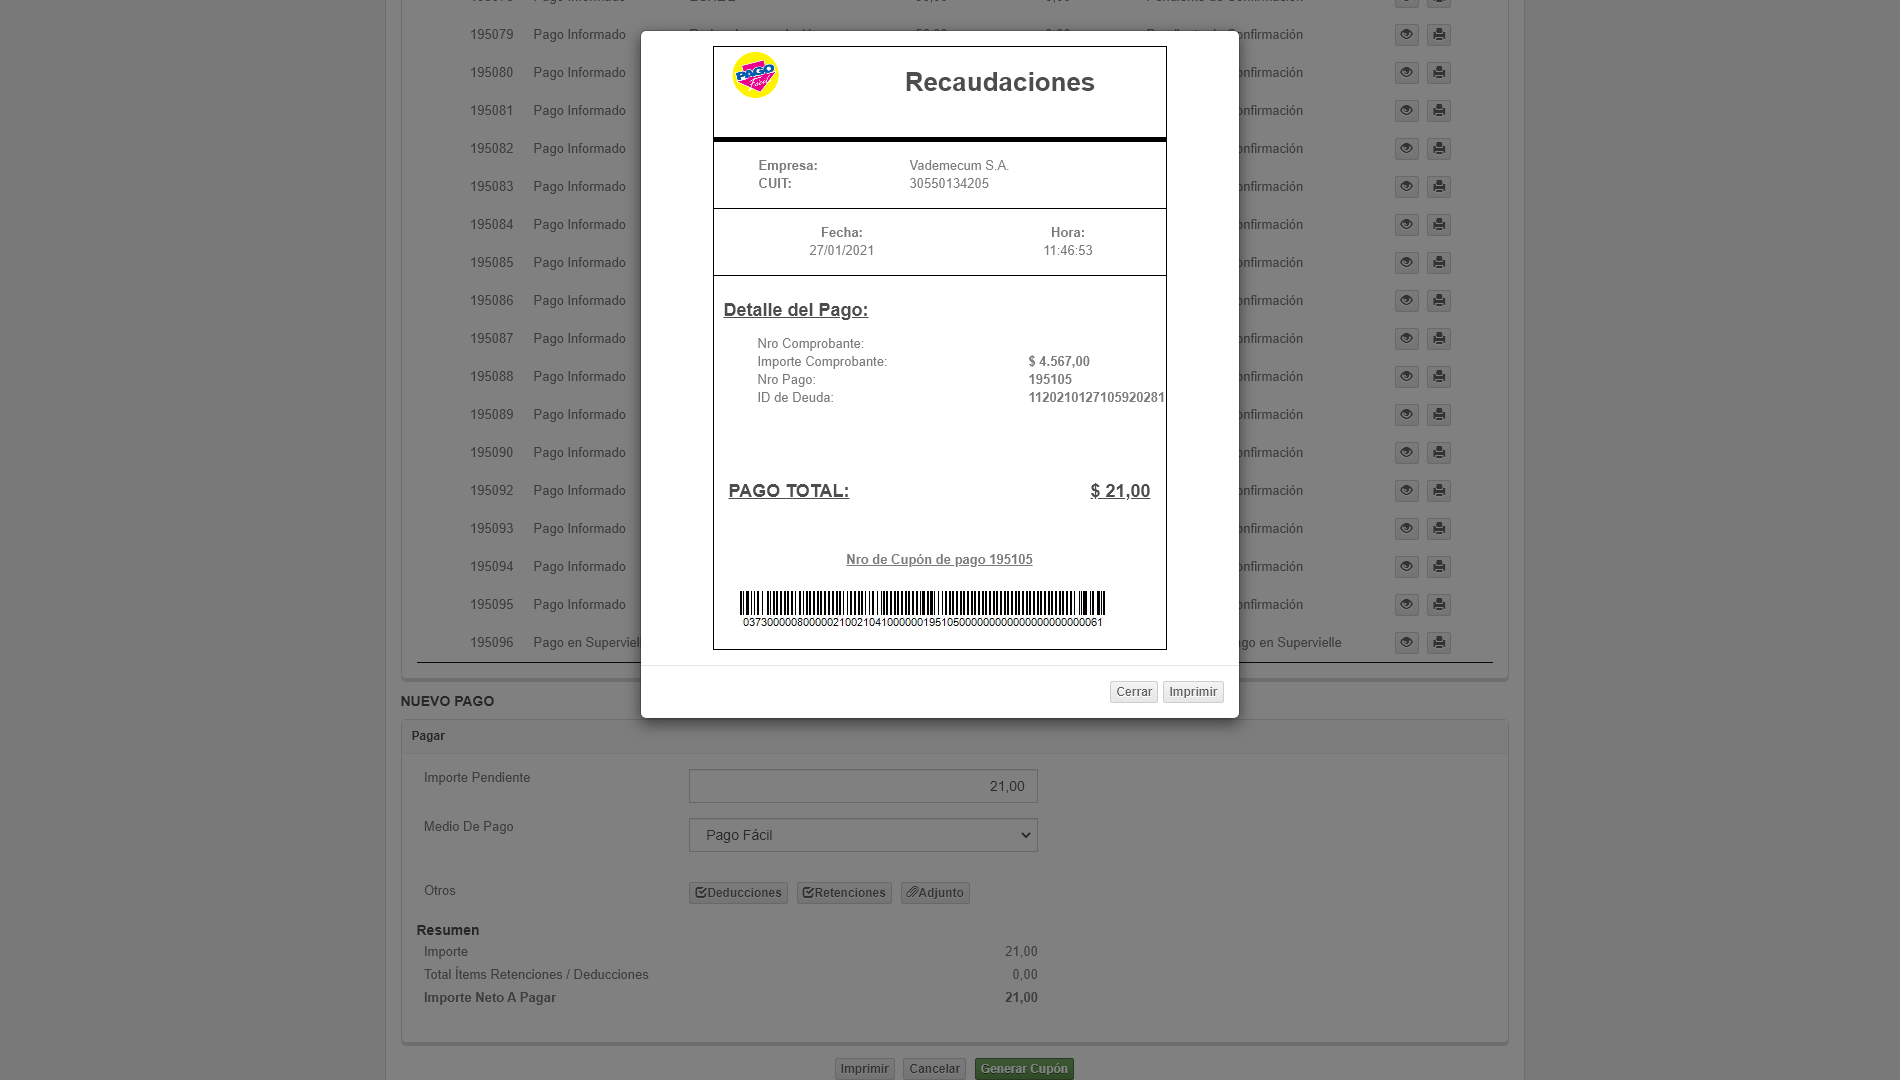 195079 Pago Informado
195080 Pago Informado onfirmación
195081 Pago Informado onfirmación
195082 Pago Informado onfirmación
195083 Pago Informado onfirmación
195084 Pago Informado onfirmación
195085 Pago Informado onfirmación
195086 Pago Informado onfirmación
195087 Pago Informado onfirmación
195088 Pago Informado onfirmación
195089 Pago Informado onfirmación
195090 Pago Informado onfirmación
195092 Pago Informado onfirmación
195093 Pago Informado onfirmación
195094 Pago Informado onfirmación
195095 Pago Informado onfirmación
195096 Pago en Supervielle go en Supervielle
PAGO fácil
Recaudaciones
Empresa: Vademecum S.A.
CUIT: 30550134205
Fecha: Hora:
27/01/2021 11:46:53
Detalle del Pago:
Nro Comprobante:
Importe Comprobante: $ 4.567,00
Nro Pago: 195105
ID de Deuda: 1120210127105920281
PAGO TOTAL: $ 21,00
Nro de Cupón de pago 195105
Cerrar Imprimir
NUEVO PAGO
Pagar
Importe Pendiente 21,00
Medio De Pago Pago Fácil
Otros Deducciones Retenciones Adjunto
Resumen
Importe 21,00
Total Ítems Retenciones / Deducciones 0,00
Importe Neto A Pagar 21,00
Imprimir Cancelar Generar Cupón